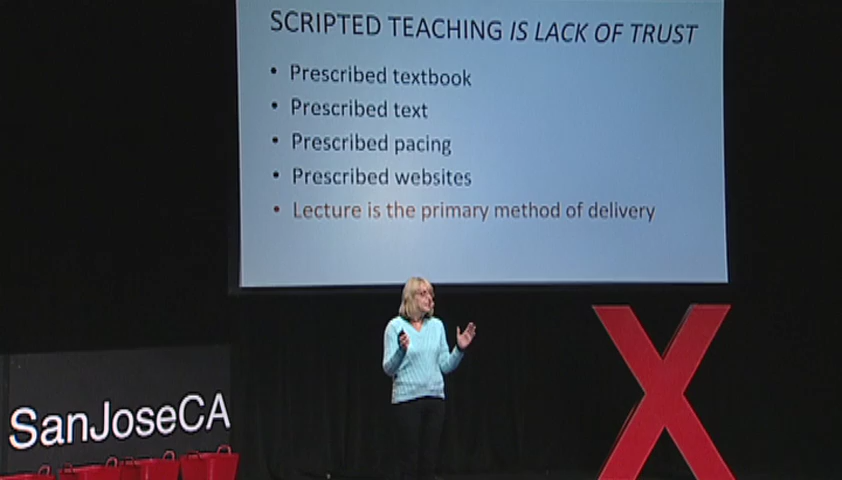 SCRIPTED TEACHING IS LACK OF TRUST
• Prescribed textbook
• Prescribed text
• Prescribed pacing
• Prescribed websites
• Lecture is the primary method of delivery
SanJoseCA
X